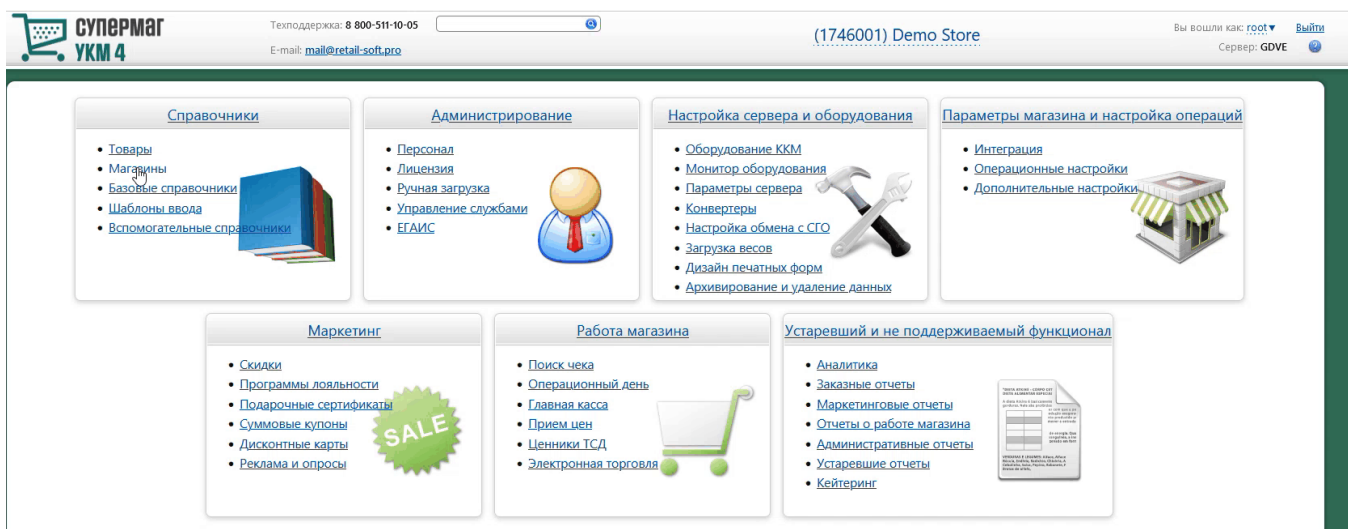 СУПЕРМАГ
УКМ 4
Техподдержка: 8 800-511-10-05
E-mail: mail@retail-soft.pro
(1746001) Demo Store
Вы вошли как: root▼ Выйти
Сервер: GDVE
Справочники
• Товары
• Магазины
• Базовые справочники
• Шаблоны ввода
• Вспомогательные справочники
Администрирование
• Персонал
• Лицензия
• Ручная загрузка
• Управление службами
• ЕГАИС
Настройка сервера и оборудования
• Оборудование ККМ
• Монитор оборудования
• Параметры сервера
• Конвертеры
• Настройка обмена с СГО
• Загрузка весов
• Дизайн печатных форм
• Архивирование и удаление данных
Параметры магазина и настройка операций
• Интеграция
• Операционные настройки
• Дополнительные настройки
Маркетинг
• Скидки
• Программы лояльности
• Подарочные сертификаты
• Суммовые купоны
• Дисконтные карты
• Реклама и опросы
SALE
Работа магазина
• Поиск чека
• Операционный день
• Главная касса
• Прием цен
• Ценники ТСД
• Электронная торговля
Устаревший и не поддерживаемый функционал
• Аналитика
• Заказные отчеты
• Маркетинговые отчеты
• Отчеты о работе магазина
• Административные отчеты
• Устаревшие отчеты
• Кейтеринг